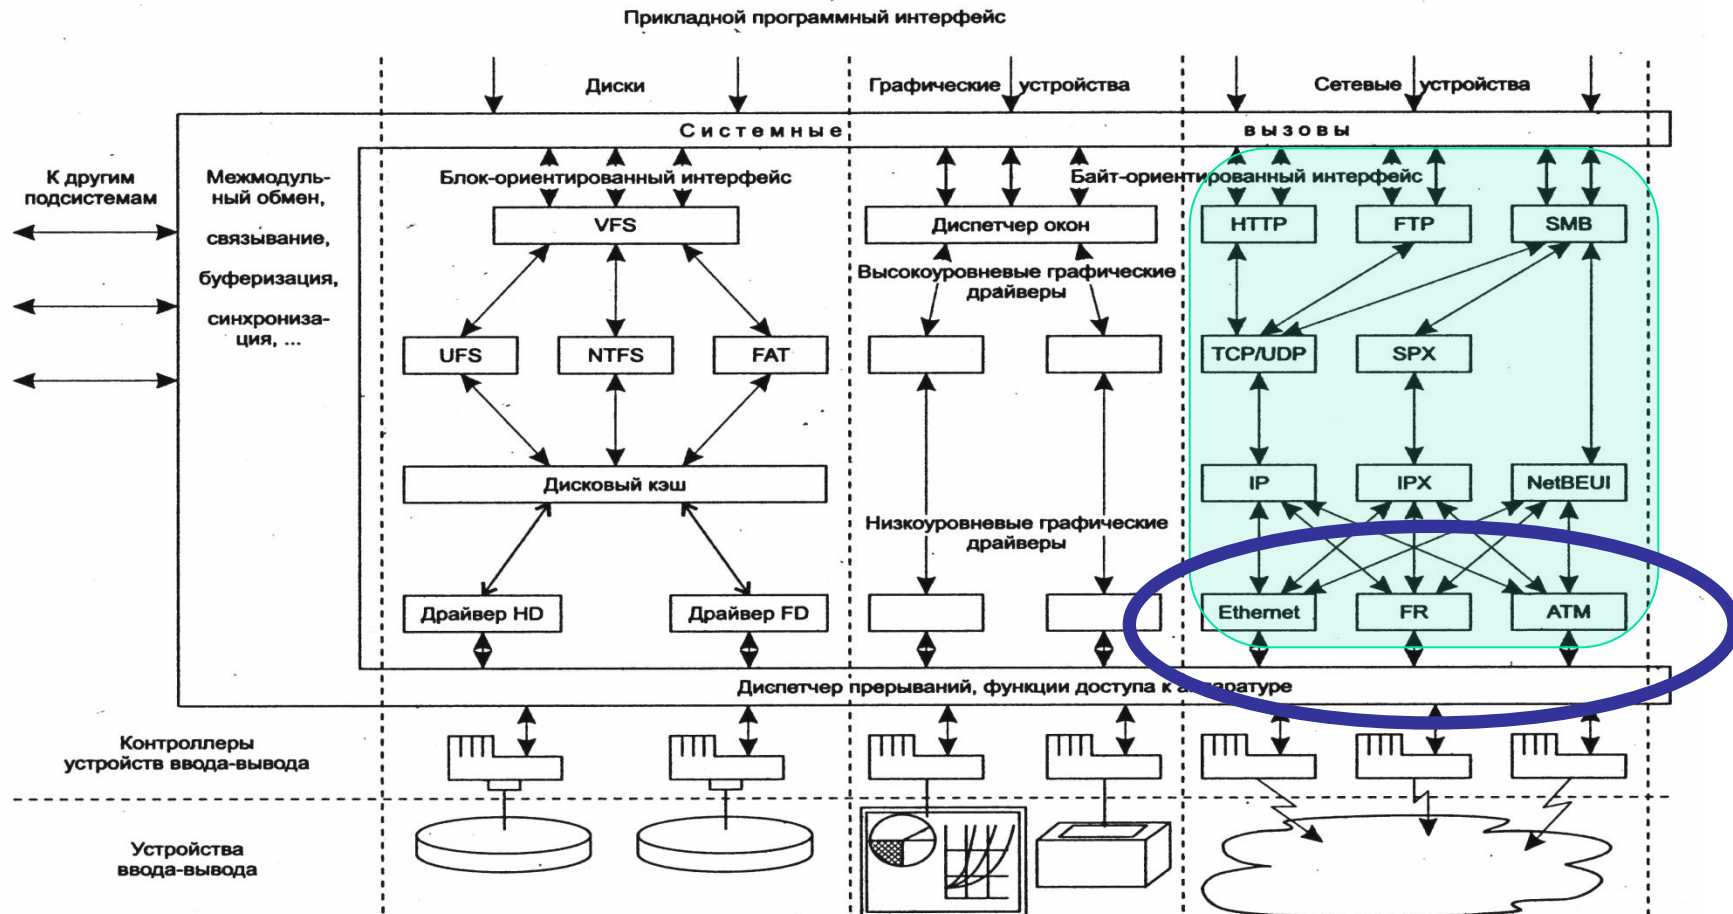 Прикладной программный интерфейс
Диски
Графические устройства
Сетевые устройства
Системные вызовы
К другим
подсистемам
Межмодуль-
ный обмен,
связывание,
буферизация,
синхрониза-
ция, ...
Блок-ориентированный интерфейс
Байт-ориентированный интерфейс
VFS
Диспетчер окон
HTTP
FTP
SMB
Высокоуровневые графические
драйверы
UFS
NTFS
FAT
TCP/UDP
SPX
Дисковый кэш
IP
IPX
NetBEUI
Низкоуровневые графические
драйверы
Драйвер HD
Драйвер FD
Ethernet
FR
ATM
Диспетчер прерываний, функции доступа к аппаратуре
Контроллеры
устройств ввода-вывода
Устройства
ввода-вывода